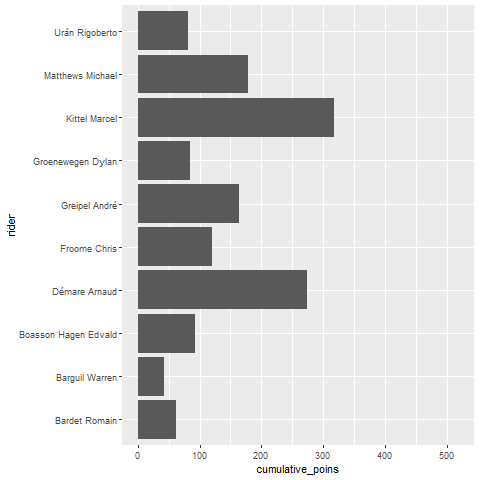 Urán Rigoberto
Matthews Michael
Kittel Marcel
Groenewegen Dylan
Greipel André
Froome Chris
Démare Arnaud
Boasson Hagen Edvald
Barguil Warren
Bardet Romain
rider
0 100 200 300 400 500
cumulative_poins